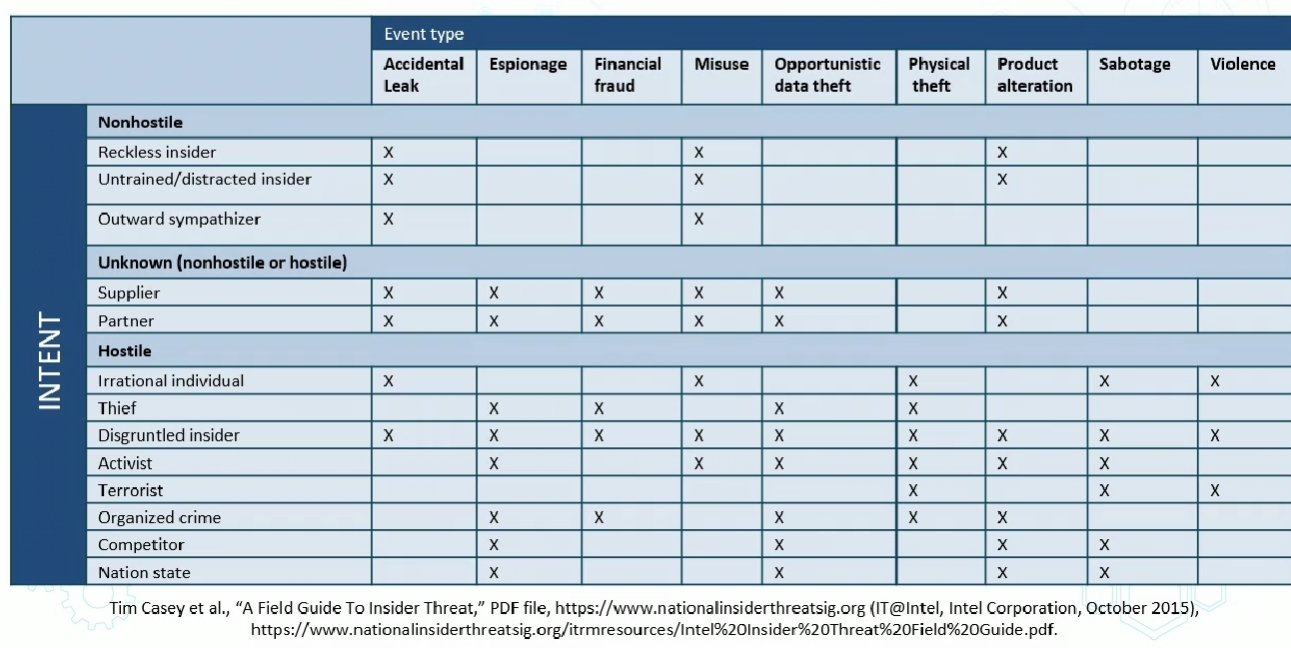 Event type
Accidental Leak Espionage Financial fraud Misuse Opportunistic data theft Physical theft Product alteration Sabotage Violence
INTENT
Nonhostile
Reckless insider X X X
Untrained/distracted insider X X X
Outward sympathizer X X
Unknown (nonhostile or hostile)
Supplier X X X X X X
Partner X X X X X X
Hostile
Irrational individual X X X X X
Thief X X X X
Disgruntled insider X X X X X X X X X
Activist X X X X X X
Terrorist X X X
Organized crime X X X X X
Competitor X X X X
Nation state X X X X
Tim Casey et al., “A Field Guide To Insider Threat,” PDF file, https://www.nationalinsiderthreatsig.org (IT@Intel, Intel Corporation, October 2015),
https://www.nationalinsiderthreatsig.org/itrmresources/Intel%20Insider%20Threat%20Field%20Guide.pdf.